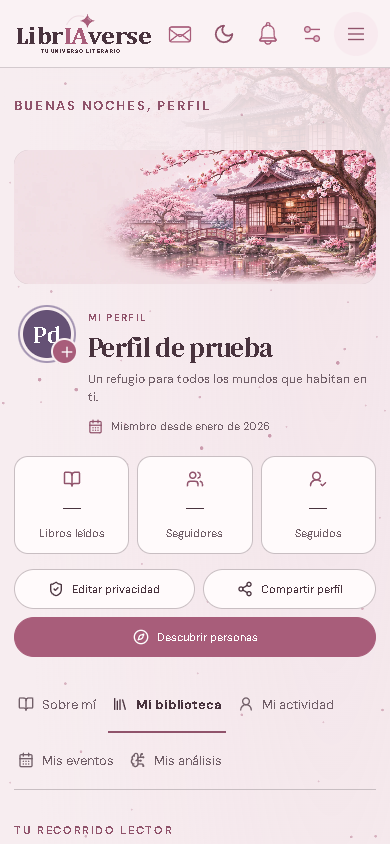 LibrIAverse
TU UNIVERSO LITERARIO
BUENAS NOCHES, PERFIL
Pd
MI PERFIL
Perfil de prueba
Un refugio para todos los mundos que habitan en
ti.
Miembro desde enero de 2026
— — —
Libros leídos Seguidores Seguidos
Editar privacidad Compartir perfil
Descubrir personas
Sobre mí Mi biblioteca Mi actividad
Mis eventos Mis análisis
TU RECORRIDO LECTOR